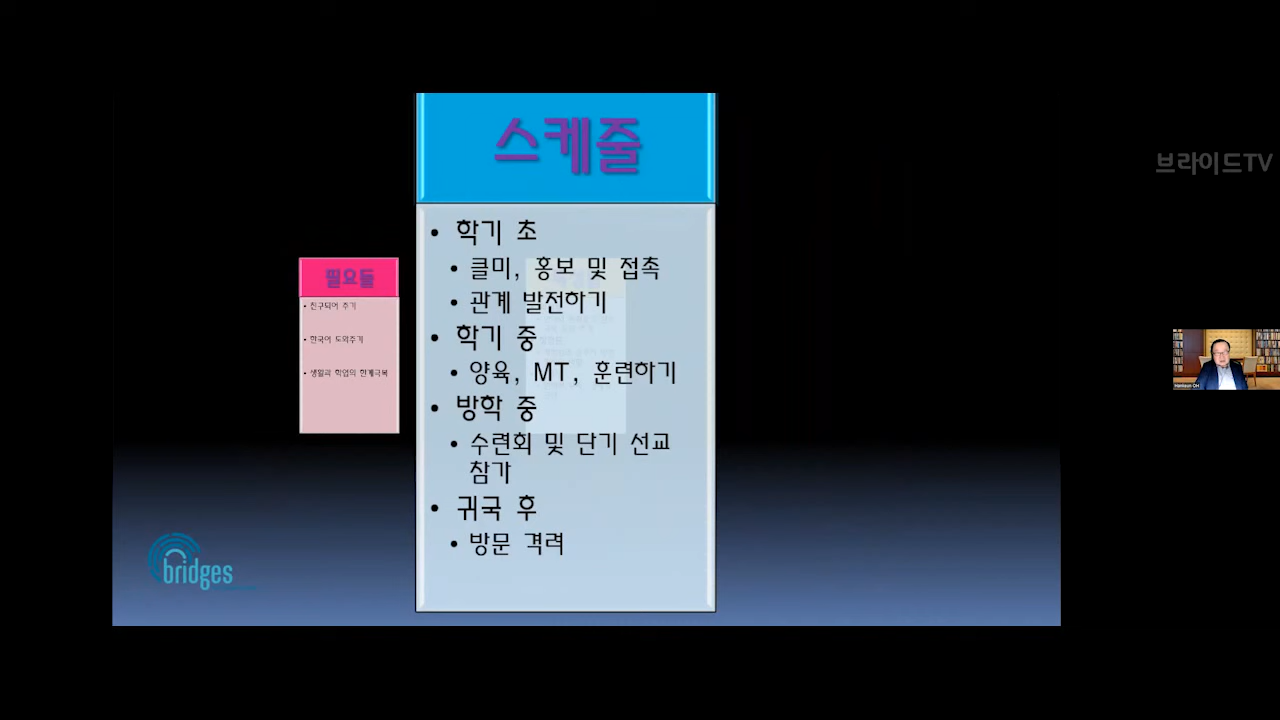 스케줄
• 학기 초
• 클미, 홍보 및 접촉
• 관계 발전하기
• 학기 중
• 양육, MT, 훈련하기
• 방학 중
• 수련회 및 단기 선교
참가
• 귀국 후
• 방문 격려
필요들
• 친구되어 주기
• 한국어 도와주기
• 생활과 학업의 한계극복
bridges
브라이드TV